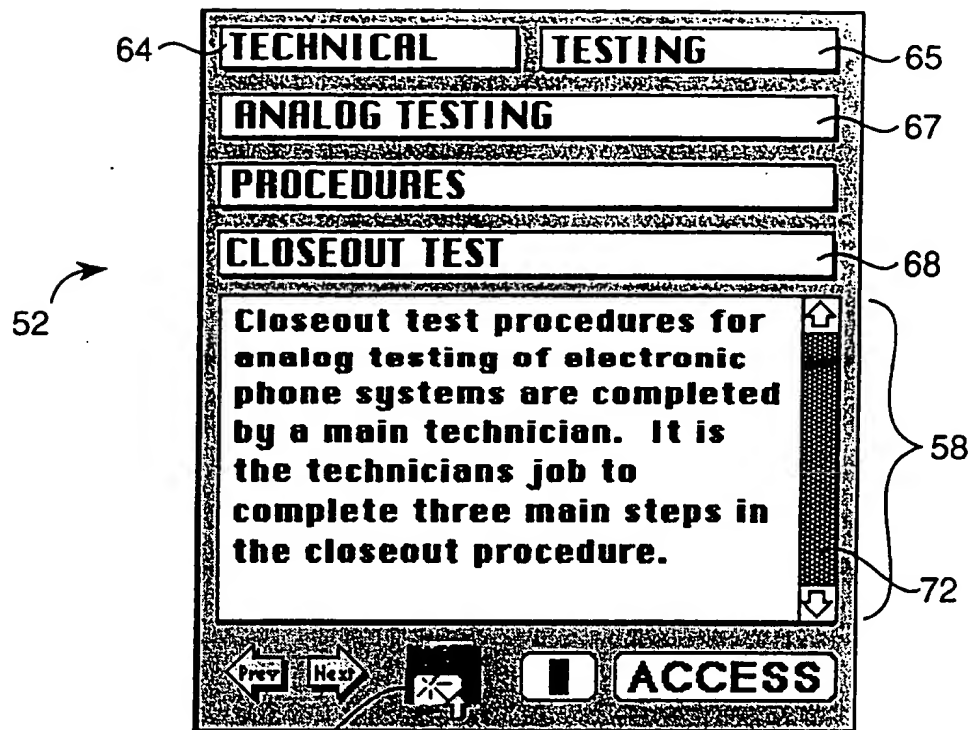 64 TECHNICAL TESTING 65
ANALOG TESTING 67
PROCEDURES
CLOSEOUT TEST 68
52
Closeout test procedures for
analog testing of electronic
phone systems are completed
by a main technician. It is
the technicians job to
complete three main steps in
the closeout procedure.
58
72
Prev Next ACCESS